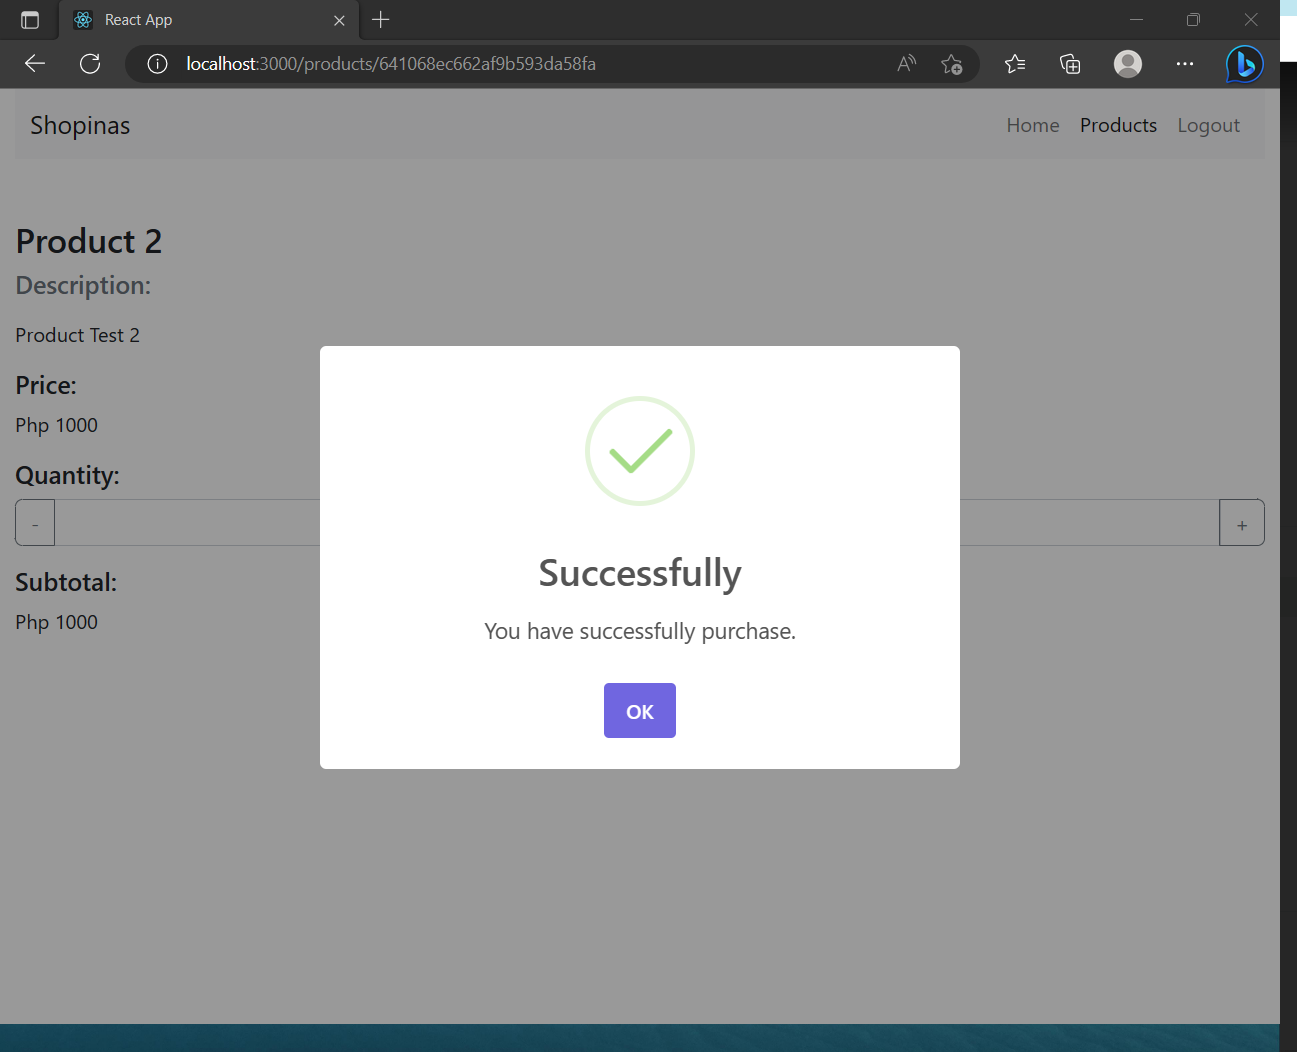 React App
localhost:3000/products/641068ec662af9b593da58fa
Shopinas
Home Products Logout
Product 2
Description:
Product Test 2
Price:
Php 1000
Quantity:
- +
Subtotal:
Php 1000
Successfully
You have successfully purchase.
OK